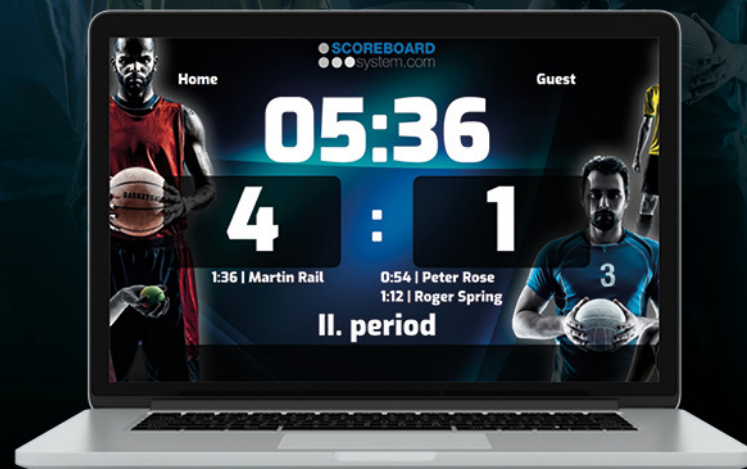 SCOREBOARD
system.com
Home
Guest
05:36
4 : 1
1:36 | Martin Rail
0:54 | Peter Rose
1:12 | Roger Spring
II. period
BASKETBALL
3